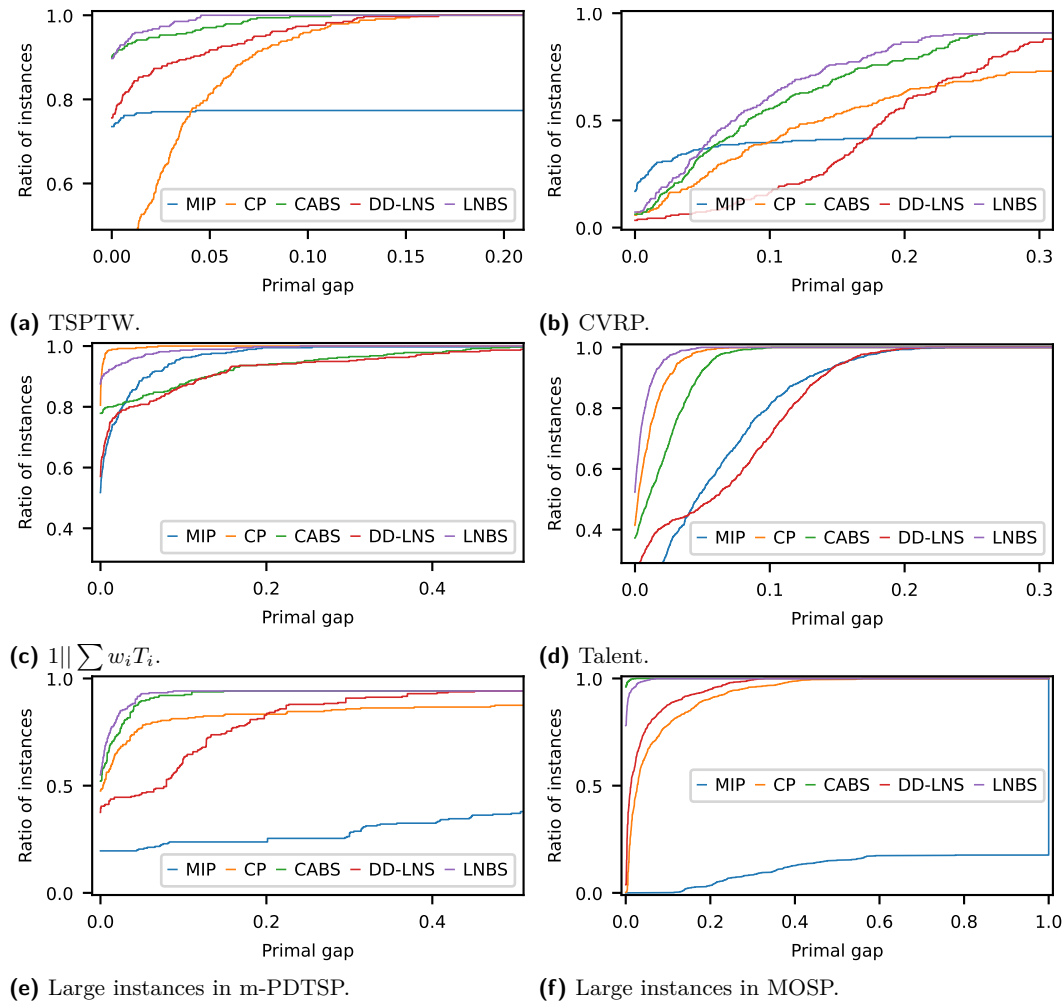 1.0 1.00
Ratio of instances Ratio of instances
0.8 0.75
0.6 0.5
0.25
MIP CP CABS DD-LNS LNBS MIP CP CABS DD-LNS LNBS
0.0
0.00 0.05 0.10 0.15 0.20 0.0 0.1 0.2 0.3
Primal gap Primal gap
(a) TSPTW. (b) CVRP.
1.0 1.0
Ratio of instances Ratio of instances
0.8 0.8
0.6 0.6
0.4 0.4
MIP CP CABS DD-LNS LNBS MIP CP CABS DD-LNS LNBS
0.0 0.2 0.4 0.0 0.1 0.2 0.3
Primal gap Primal gap
(c) 1|| ∑ w_iT_i. (d) Talent.
1.0 1.0
Ratio of instances Ratio of instances
0.5 0.5
MIP CP CABS DD-LNS LNBS
MIP CP CABS DD-LNS LNBS
0.0 0.0
0.0 0.2 0.4 0.0 0.2 0.4 0.6 0.8 1.0
Primal gap Primal gap
(e) Large instances in m-PDTSP. (f) Large instances in MOSP.